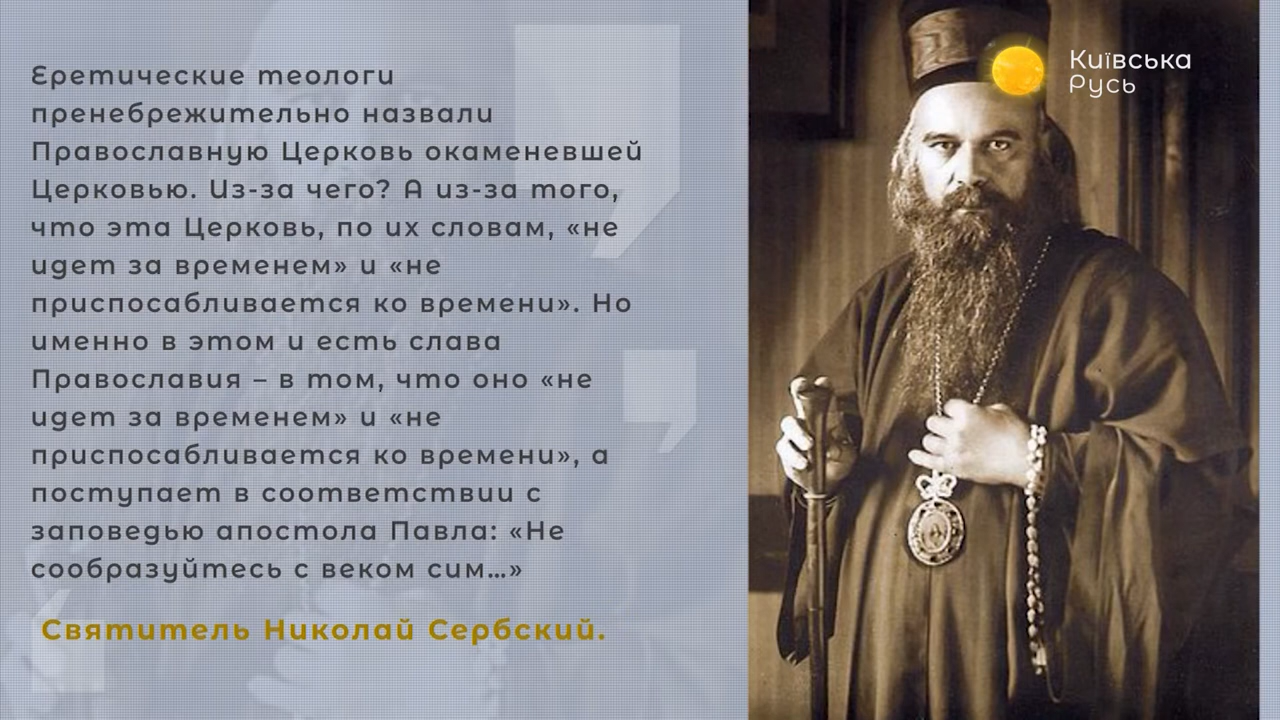 Еретические теологи
пренебрежительно назвали
Православную Церковь окаменевшей
Церковью. Из-за чего? А из-за того,
что эта Церковь, по их словам, «не
идет за временем» и «не
приспосабливается ко времени». Но
именно в этом и есть слава
Православия – в том, что оно «не
идет за временем» и «не
приспосабливается ко времени», а
поступает в соответствии с
заповедью апостола Павла: «Не
сообразуйтесь с веком сим…»
Святитель Николай Сербский.
Київська
Русь